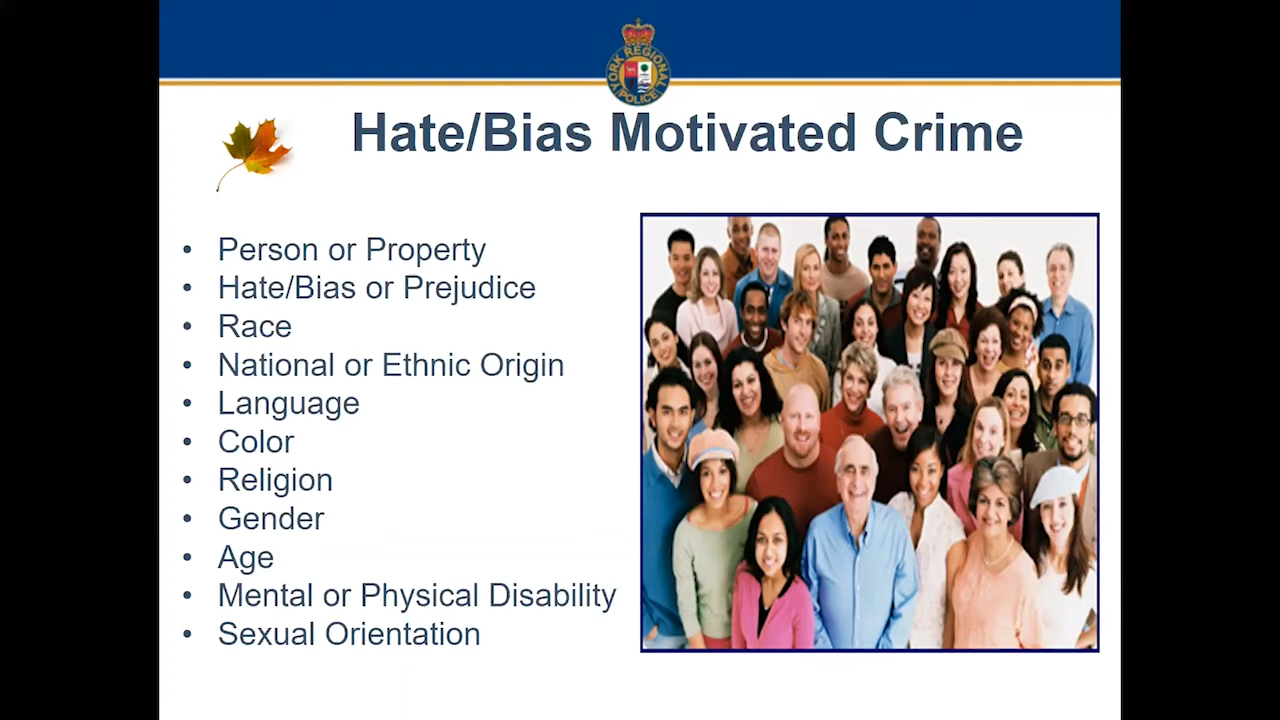 YORK REGIONAL
POLICE
Hate/Bias Motivated Crime
• Person or Property
• Hate/Bias or Prejudice
• Race
• National or Ethnic Origin
• Language
• Color
• Religion
• Gender
• Age
• Mental or Physical Disability
• Sexual Orientation